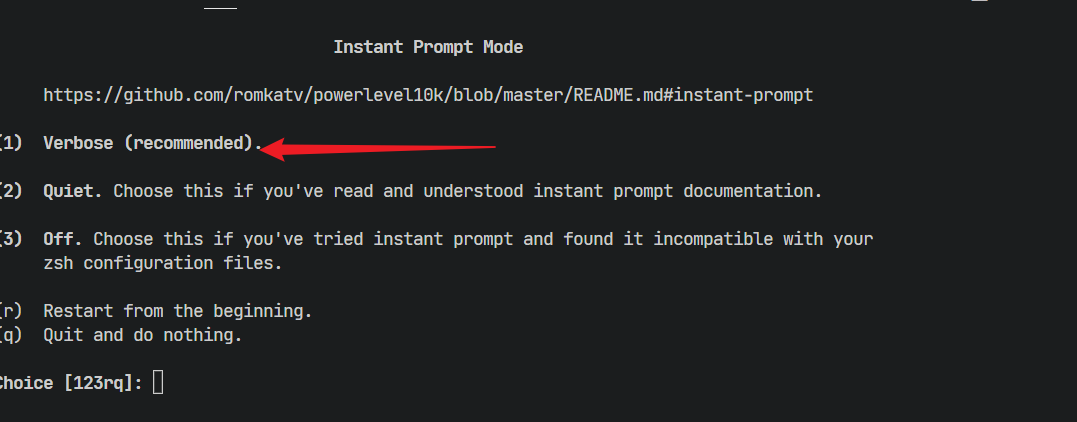 Instant Prompt Mode
https://github.com/romkatv/powerlevel10k/blob/master/README.md#instant-prompt
(1) Verbose (recommended).
(2) Quiet. Choose this if you've read and understood instant prompt documentation.
(3) Off. Choose this if you've tried instant prompt and found it incompatible with your
zsh configuration files.
(r) Restart from the beginning.
(q) Quit and do nothing.
Choice [123rq]: